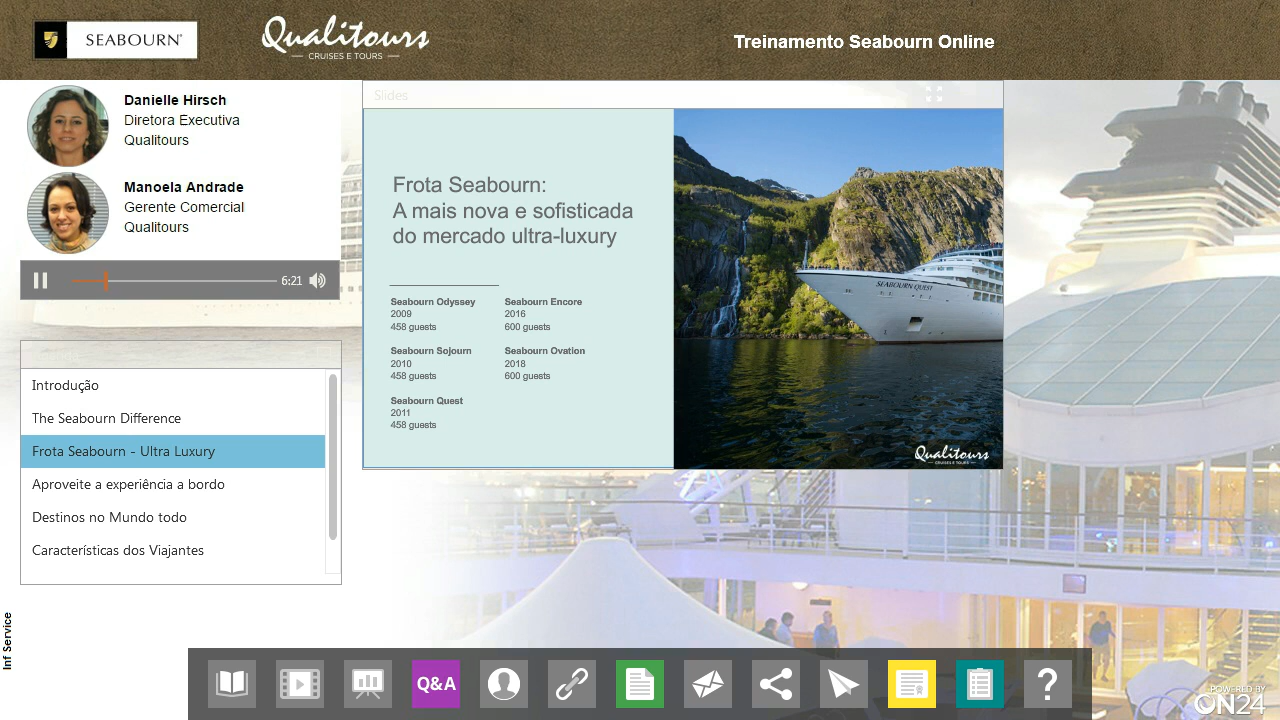 SEABOURN®
Qualitours
CRUISES E TOURS
Treinamento Seabourn Online
Danielle Hirsch
Diretora Executiva
Qualitours
Manoela Andrade
Gerente Comercial
Qualitours
6:21
Introdução
The Seabourn Difference
Frota Seabourn - Ultra Luxury
Aproveite a experiência a bordo
Destinos no Mundo todo
Características dos Viajantes
Inf Service
Slides
Frota Seabourn:
A mais nova e sofisticada
do mercado ultra-luxury
Seabourn Odyssey
2009
458 guests
Seabourn Sojourn
2010
458 guests
Seabourn Quest
2011
458 guests
Seabourn Encore
2016
600 guests
Seabourn Ovation
2018
600 guests
SEABOURN QUEST
Qualitours
CRUISES E TOURS
Q&A
?
POWERED BY
ON24